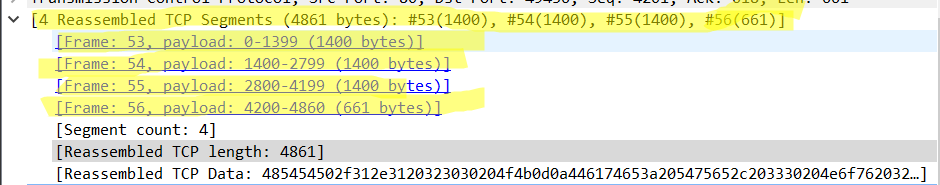 [4 Reassembled TCP Segments (4861 bytes): #53(1400), #54(1400), #55(1400), #56(661)]
[Frame: 53, payload: 0-1399 (1400 bytes)]
[Frame: 54, payload: 1400-2799 (1400 bytes)]
[Frame: 55, payload: 2800-4199 (1400 bytes)]
[Frame: 56, payload: 4200-4860 (661 bytes)]
[Segment count: 4]
[Reassembled TCP length: 4861]
[Reassembled TCP Data: 485454502f312e3120323030204f4b0d0a446174653a205475652c203330204e6f762032…]